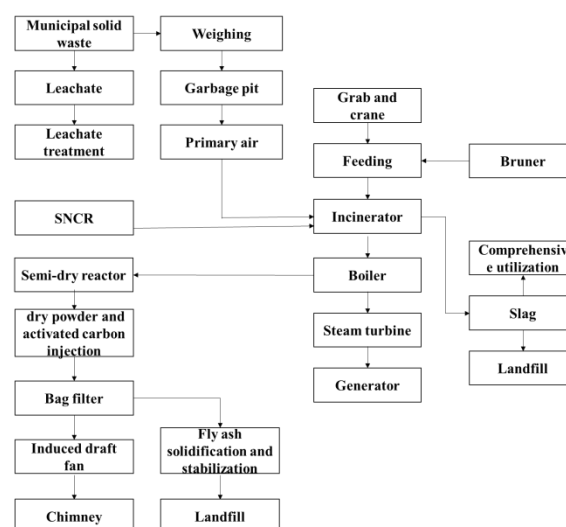 Municipal solid
waste
Weighing
Leachate
Garbage pit
Grab and
crane
Leachate
treatment
Primary air
Feeding
Bruner
SNCR
Incinerator
Comprehensiv
e utilization
Semi-dry reactor
Boiler
dry powder and
activated carbon
injection
Steam turbine
Slag
Bag filter
Generator
Landfill
Induced draft
fan
Fly ash
solidification and
stabilization
Chimney
Landfill